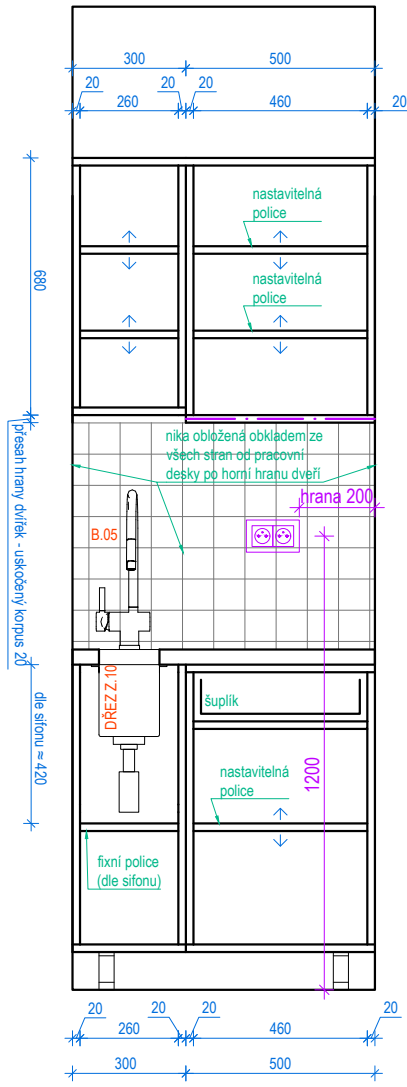 300
500
20
20
20
260
460
20
nastavitelná
police
nastavitelná
police
680
nika obložená obkladem ze
všech stran od pracovní
desky po horní hranu dveří
hrana 200
B.05
přesah hrany dvířek - uskočený korpus 20
DŘEZ Z.10
šuplík
dle sifonu ≈ 420
nastavitelná
police
1200
fixní police
(dle sifonu)
20
20
20
20
260
460
300
500